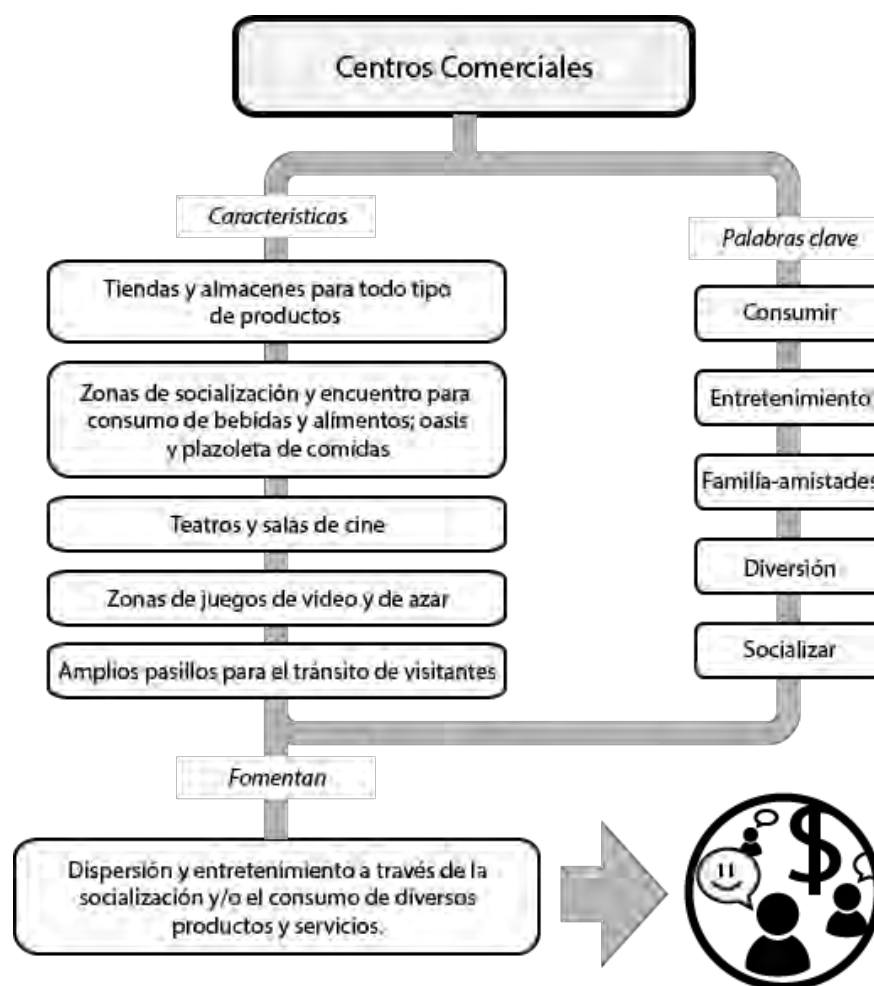 Centros Comerciales
Características
Tiendas y almacenes para todo tipo
de productos
Zonas de socialización y encuentro para
consumo de bebidas y alimentos; oasis
y plazoleta de comidas
Teatros y salas de cine
Zonas de juegos de video y de azar
Amplios pasillos para el tránsito de visitantes
Palabras clave
Consumir
Entretenimiento
Familia-amistades
Diversión
Socializar
Fomentan
Dispersión y entretenimiento a través de la
socialización y/o el consumo de diversos
productos y servicios.
$